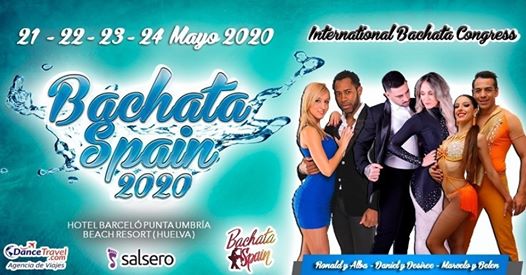 21 - 22 - 23 - 24 Mayo 2020
International Bachata Congress
Bachata
Spain
2020
HOTEL BARCELÓ PUNTA UMBRÍA
BEACH RESORT (HUELVA)
DanceTravel
.com
Agencia de Viajes
salsero
Bachata
Spain
Ronald y Alba - Daniel y Desiree - Marcelo y Belen